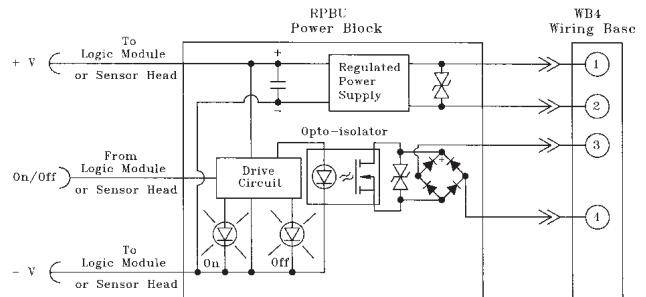 RPBU
Power Block
WB4
Wiring Base
+ V
To
Logic Module
or Sensor Head
+
-
Regulated
Power
Supply
1
2
Opto-isolator
3
On/Off
From
Logic Module
or Sensor Head
Drive
Circuit
+
4
On
Off
- V
To
Logic Module
or Sensor Head